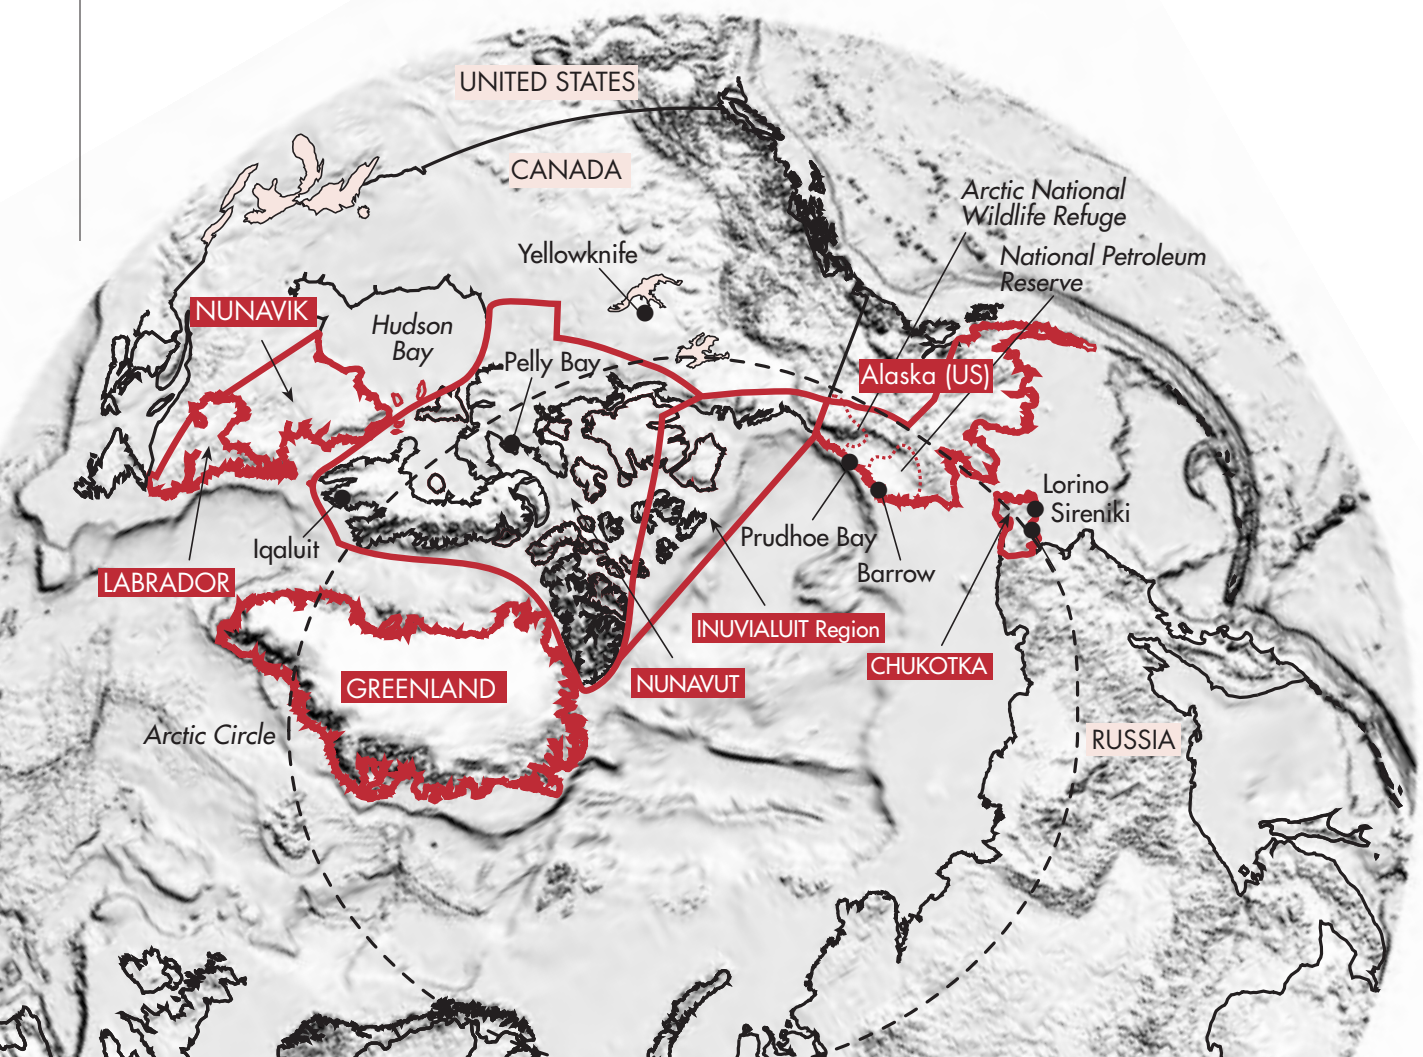 UNITED STATES
CANADA
Arctic National
Wildlife Refuge
Yellowknife
National Petroleum
Reserve
NUNAVIK
Hudson
Bay
Pelly Bay
Alaska (US)
Lorino
Sireniki
Iqaluit
Prudhoe Bay
Barrow
LABRADOR
INUVIALUIT Region
CHUKOTKA
GREENLAND
NUNAVUT
Arctic Circle
RUSSIA